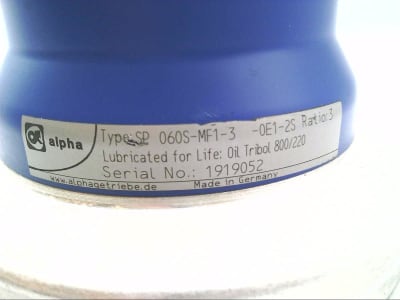 alpha
Type: SP 060S-MF1-3 -0E1-2S Ratio:3
Lubricated for Life: Oil Tribol 800/220
Serial No.: 1919052
www.alphagetriebe.de Made in Germany